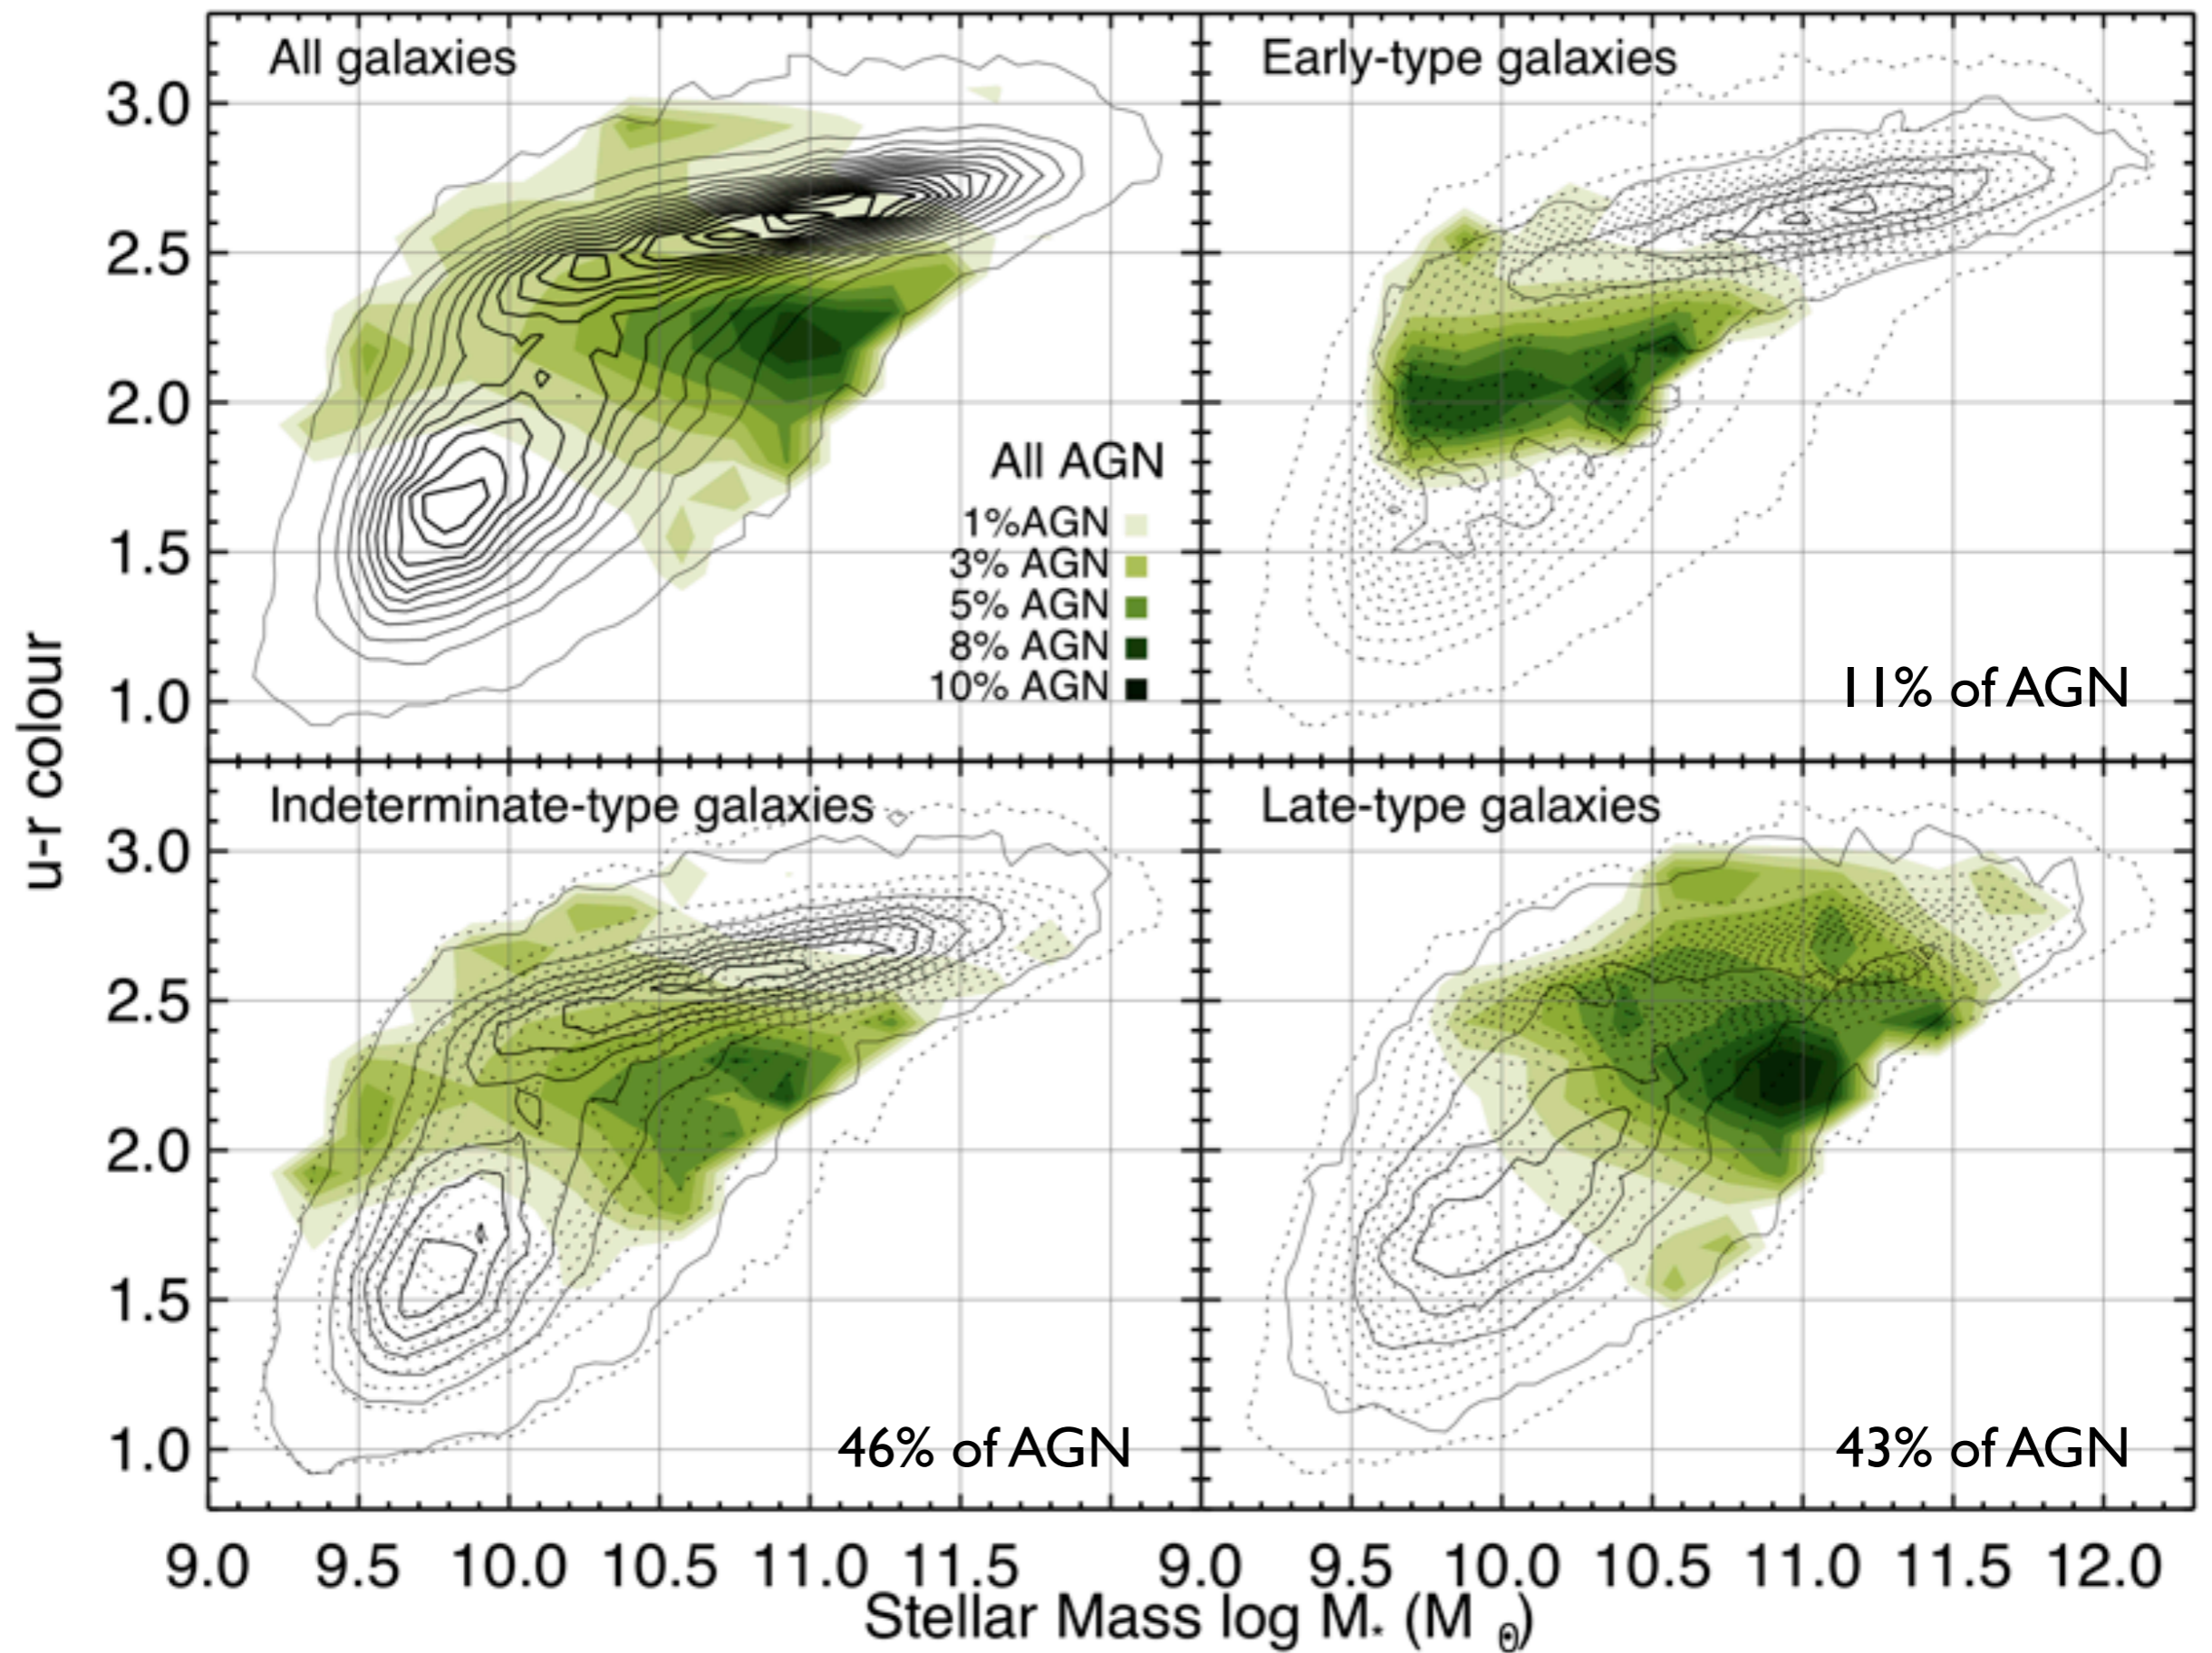 All galaxies
Early-type galaxies
3.0
2.5
2.0
1.5
1.0
All AGN
1%AGN
3% AGN
5% AGN
8% AGN
10% AGN
11% of AGN
u-r colour
Indeterminate-type galaxies
Late-type galaxies
3.0
2.5
2.0
1.5
1.0
46% of AGN
43% of AGN
9.0 9.5 10.0 10.5 11.0 11.5 9.0 9.5 10.0 10.5 11.0 11.5 12.0
Stellar Mass log M* (M Θ)